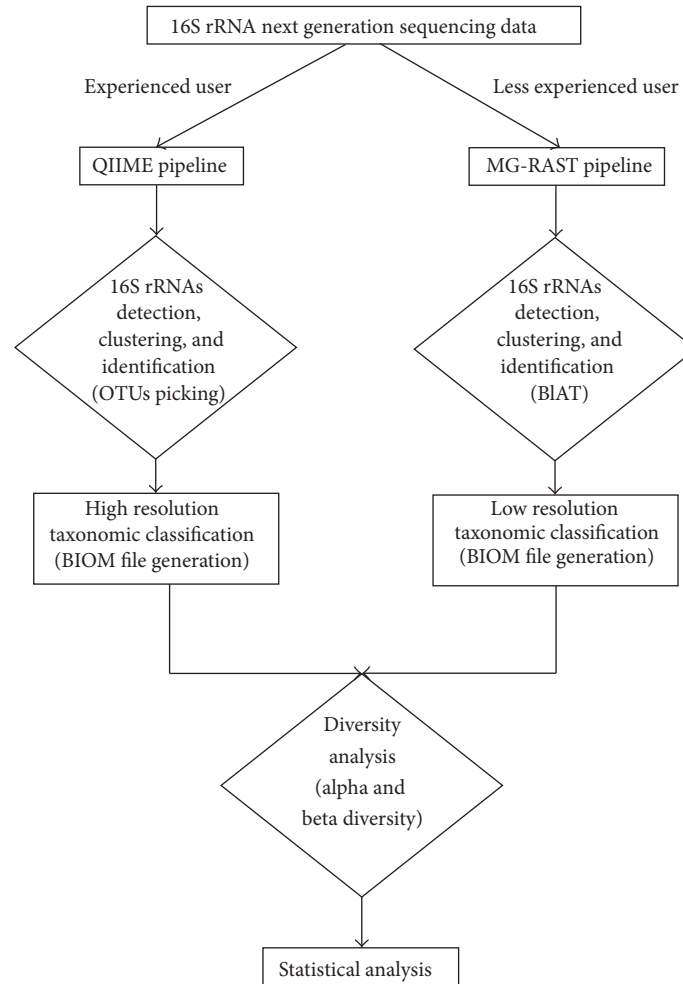 16S rRNA next generation sequencing data
Experienced user
Less experienced user
QIIME pipeline
MG-RAST pipeline
16S rRNAs
detection,
clustering, and
identification
(OTUs picking)
16S rRNAs
detection,
clustering, and
identification
(BlAT)
High resolution
taxonomic classification
(BIOM file generation)
Low resolution
taxonomic classification
(BIOM file generation)
Diversity
analysis
(alpha and
beta diversity)
Statistical analysis